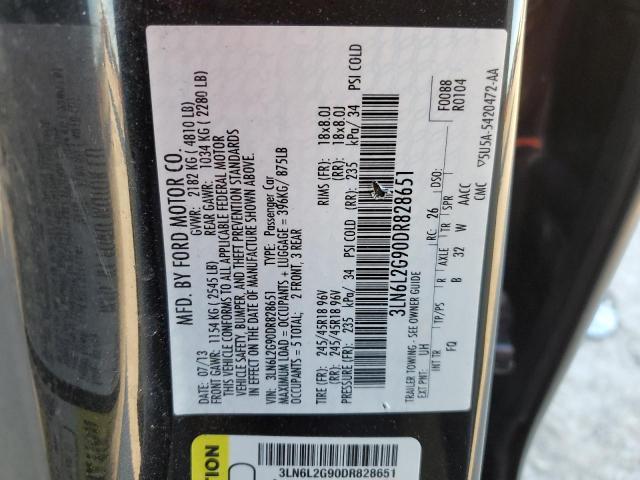 MFD. BY FORD MOTOR CO.
07/13 GVWR: 2182 KG ( 4810 LB)
FRONT GAWR: 1154 KG ( 2545 LB) REAR GAWR: 1034 KG ( 2280 LB)
THIS VEHICLE CONFORMS TO ALL APPLICABLE FEDERAL MOTOR
VEHICLE SAFETY, BUMPER, AND THEFT PREVENTION STANDARDS
IN EFFECT ON THE DATE OF MANUFACTURE SHOWN ABOVE.
VIN: 3LN6L2G90DR828651 TYPE: Passenger Car
MAXIMUM LOAD = OCCUPANTS + LUGGAGE = 396KG/ 875LB
OCCUPANTS = 5 TOTAL: 2 FRONT, 3 REAR
TIRE (FR): 245/45R18 96V RIMS (FR): 18x8.0J
(RR): 245/45R18 96V (RR): 18x8.0J
PRESSURE (FR): 235 kPa/ 34 PSI COLD (RR): 235 kPa/ 34 PSI COLD
3LN6L2G90DR828651
TRAILER TOWING - SEE OWNER GUIDE
F0088
R0104
EXT PNT: UH RC: 26 DSO:
INT TR TP/PS R AXLE TR SPR
FQ B 32 W AACC
CMC
5U5A-5420472-AA
TION
3LN6L2G90DR828651